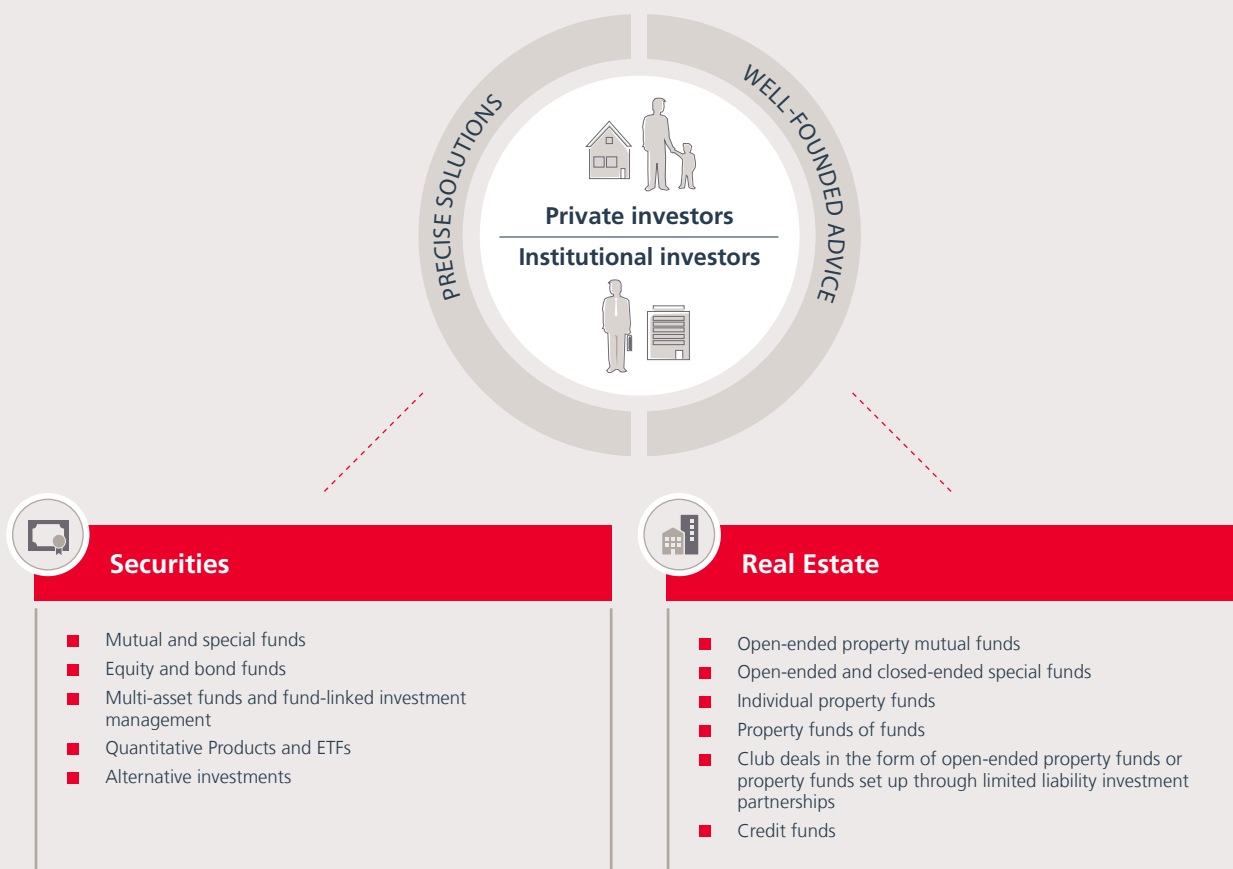 PRECISE SOLUTIONS
WELL-FOUNDED ADVICE
Private investors
Institutional investors
Securities
Mutual and special funds
Equity and bond funds
Multi-asset funds and fund-linked investment
management
Quantitative Products and ETFs
Alternative investments
Real Estate
Open-ended property mutual funds
Open-ended and closed-ended special funds
Individual property funds
Property funds of funds
Club deals in the form of open-ended property funds or
property funds set up through limited liability investment
partnerships
Credit funds